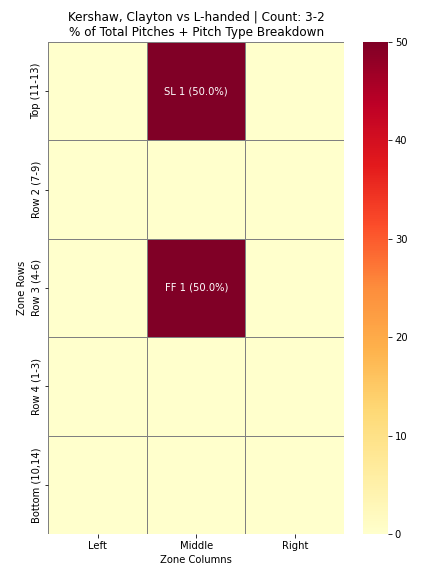 Kershaw, Clayton vs L-handed | Count: 3-2
% of Total Pitches + Pitch Type Breakdown
Zone Rows
Top (11-13)
Row 2 (7-9)
Row 3 (4-6)
Row 4 (1-3)
Bottom (10,14)
SL 1 (50.0%)
FF 1 (50.0%)
Left
Middle
Right
Zone Columns
50
40
30
20
10
0